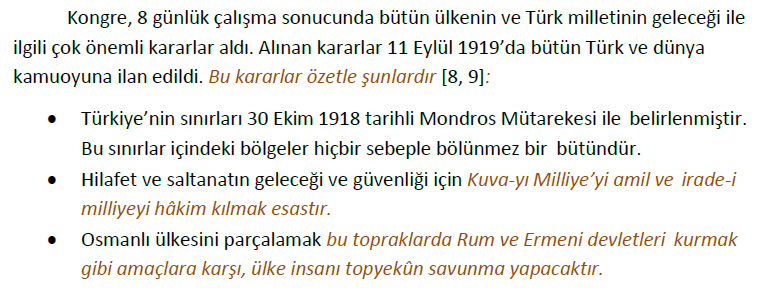 Kongre, 8 günlük çalışma sonucunda bütün ülkenin ve Türk milletinin geleceği ile
ilgili çok önemli kararlar aldı. Alınan kararlar 11 Eylül 1919’da bütün Türk ve dünya
kamuoyuna ilan edildi. Bu kararlar özetle şunlardır [8, 9]:
• Türkiye’nin sınırları 30 Ekim 1918 tarihli Mondros Mütarekesi ile belirlenmiştir.
Bu sınırlar içindeki bölgeler hiçbir sebeple bölünmez bir bütündür.
• Hilafet ve saltanatın geleceği ve güvenliği için Kuva-yı Milliye’yi amil ve irade-i
milliyeyi hâkim kılmak esastır.
• Osmanlı ülkesini parçalamak bu topraklarda Rum ve Ermeni devletleri kurmak
gibi amaçlara karşı, ülke insanı topyekûn savunma yapacaktır.